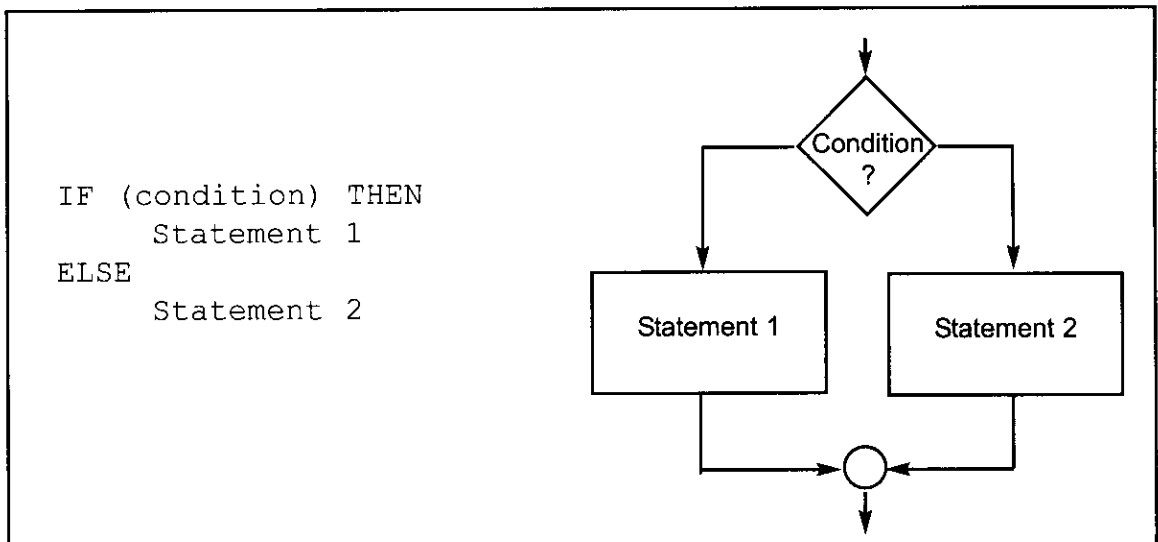 IF (condition) THEN
Statement 1
ELSE
Statement 2
Condition
?
Statement 1
Statement 2